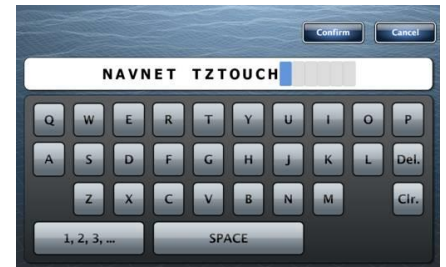 Confirm Cancel
NAVNET TZTOUCH
Q W E R T Y U I O P
A S D F G H J K L Del.
Z X C V B N M Clr.
1, 2, 3, ... SPACE